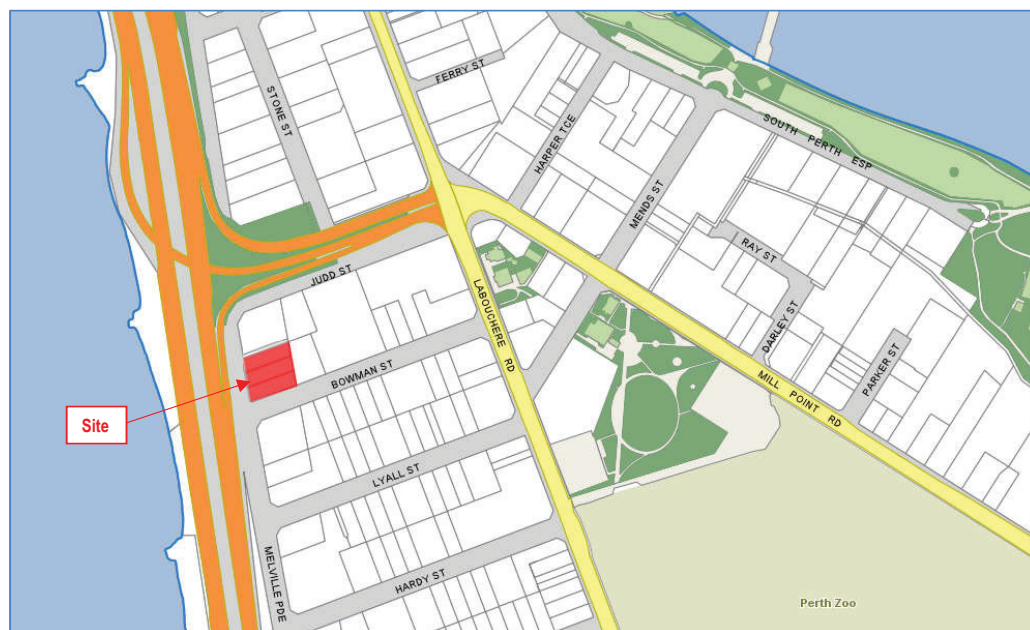 FERRY ST
STONE ST
HARPER TCE
SOUTH PERTH ESP
MENDS ST
RAY ST
JUDD ST
LABOUCHERE RD
DARLEY ST
PARKER ST
BOWMAN ST
MILL POINT RD
Site
LYALL ST
MELVILLE PDE
HARDY ST
Perth Zoo